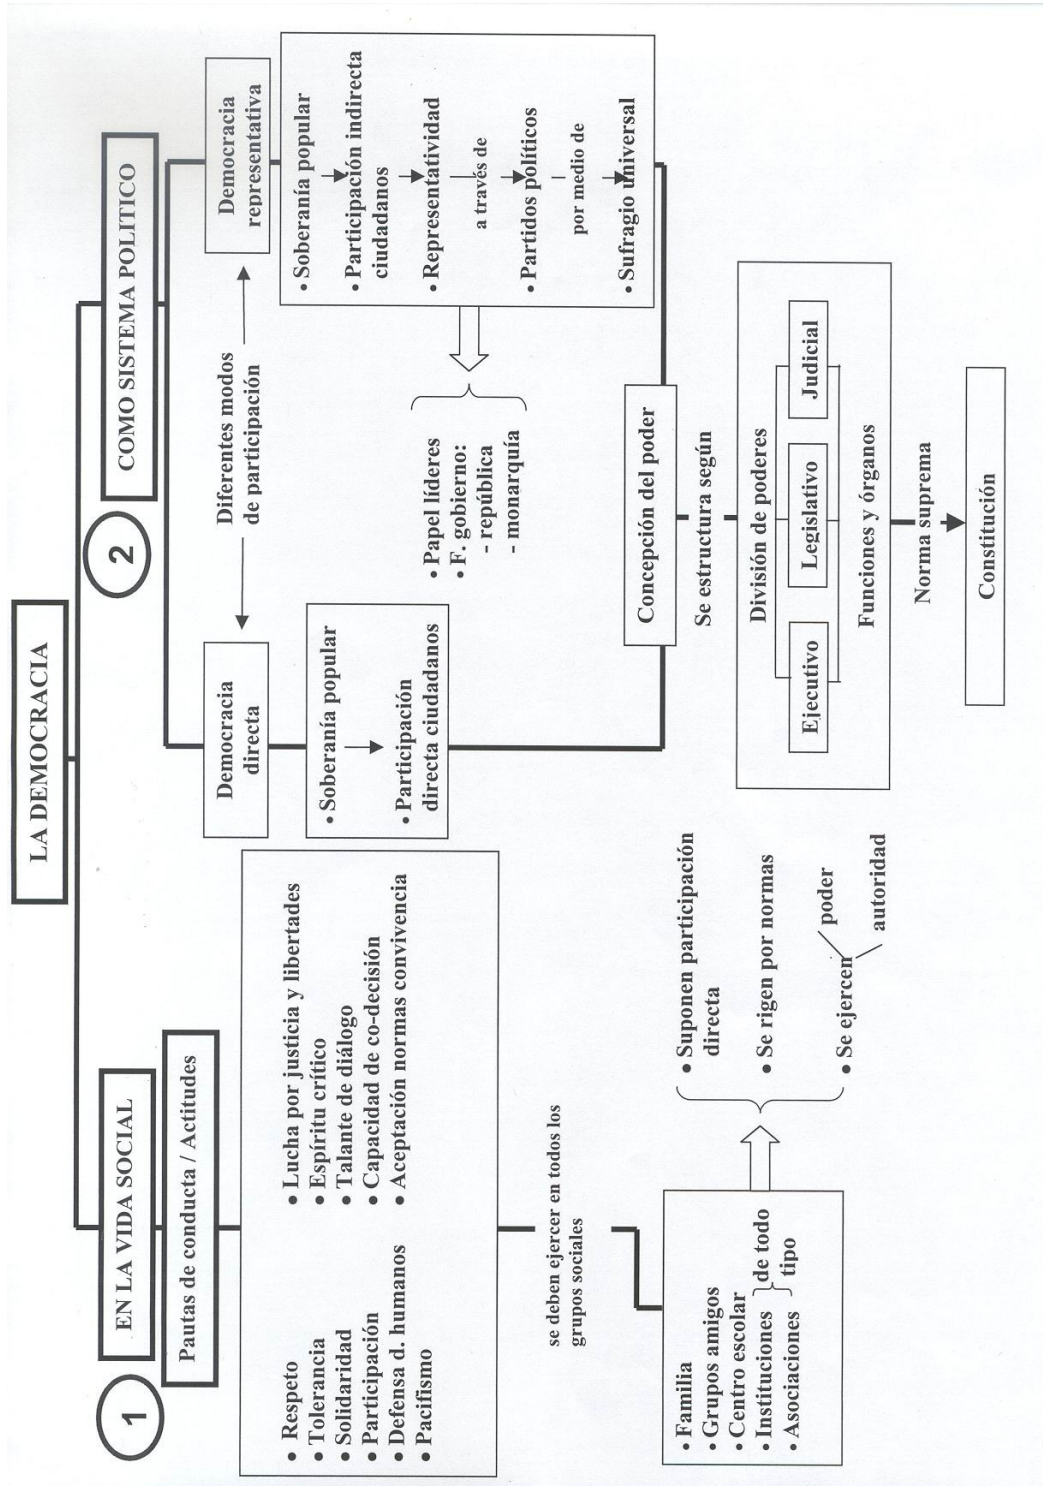 LA DEMOCRACIA
1
EN LA VIDA SOCIAL
Pautas de conducta / Actitudes
• Respeto
• Tolerancia
• Solidaridad
• Participación
• Defensa d. humanos
• Pacifismo
• Lucha por justicia y libertades
• Espíritu crítico
• Talante de diálogo
• Capacidad de co-decisión
• Aceptación normas convivencia
se deben ejercer en todos los
grupos sociales
• Familia
• Grupos amigos
• Centro escolar
• Instituciones
• Asociaciones
de todo
tipo
• Suponen participación
directa
• Se rigen por normas
• Se ejercen
poder
autoridad
2
COMO SISTEMA POLITICO
Democracia
directa
Diferentes modos
de participación
Democracia
representativa
• Soberanía popular
• Participación
directa ciudadanos
• Soberanía popular
• Participación indirecta
ciudadanos
• Representatividad
a través de
• Partidos políticos
por medio de
• Sufragio universal
• Papel líderes
• F. gobierno:
- república
- monarquía
Concepción del poder
Se estructura según
División de poderes
Ejecutivo
Legislativo
Judicial
Funciones y órganos
Norma suprema
Constitución